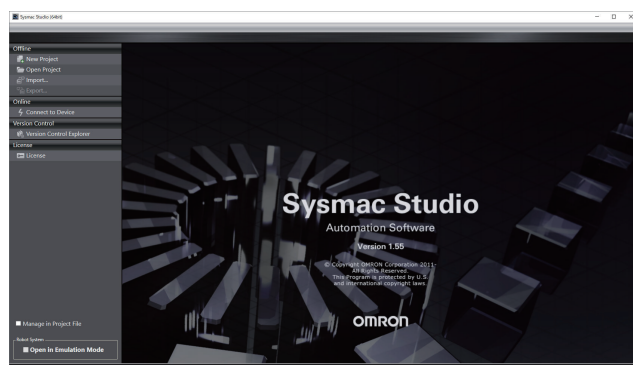 Sysmac Studio (64bit)
Offline
New Project
Open Project
Import...
Export...
Online
Connect to Device
Version Control
Version Control Explorer
License
License
Sysmac Studio
Automation Software
Version 1.55
© Copyright OMRON Corporation 2011-
All Rights Reserved.
This Program is protected by U.S.
and international copyright laws.
OMRON
Manage in Project File
Robot System
Open in Emulation Mode